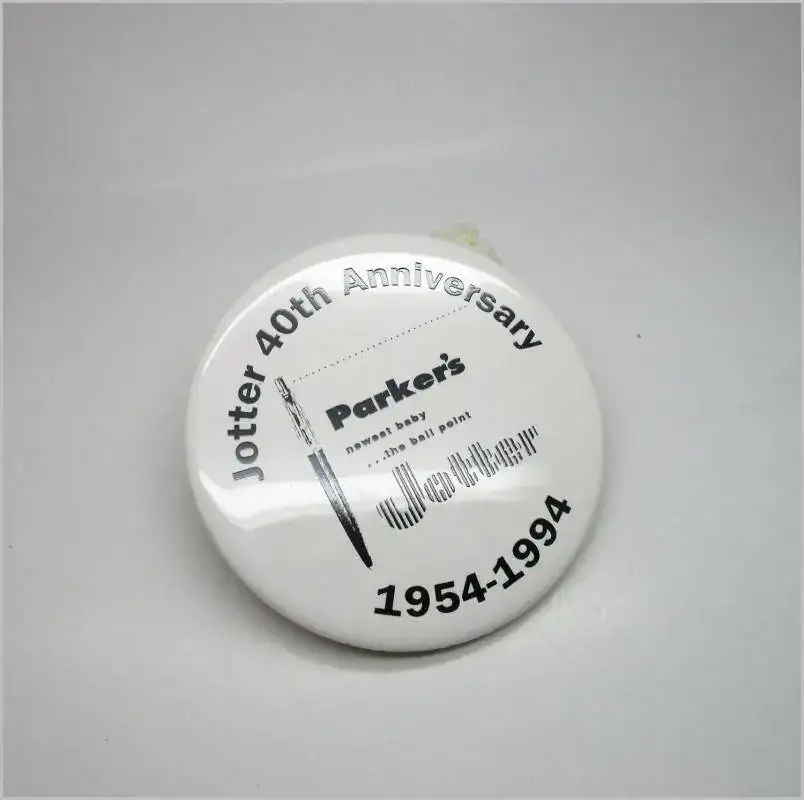 Jotter 40th Anniversary
Parker's
newest baby
...the ball point
Jotter
1954-1994